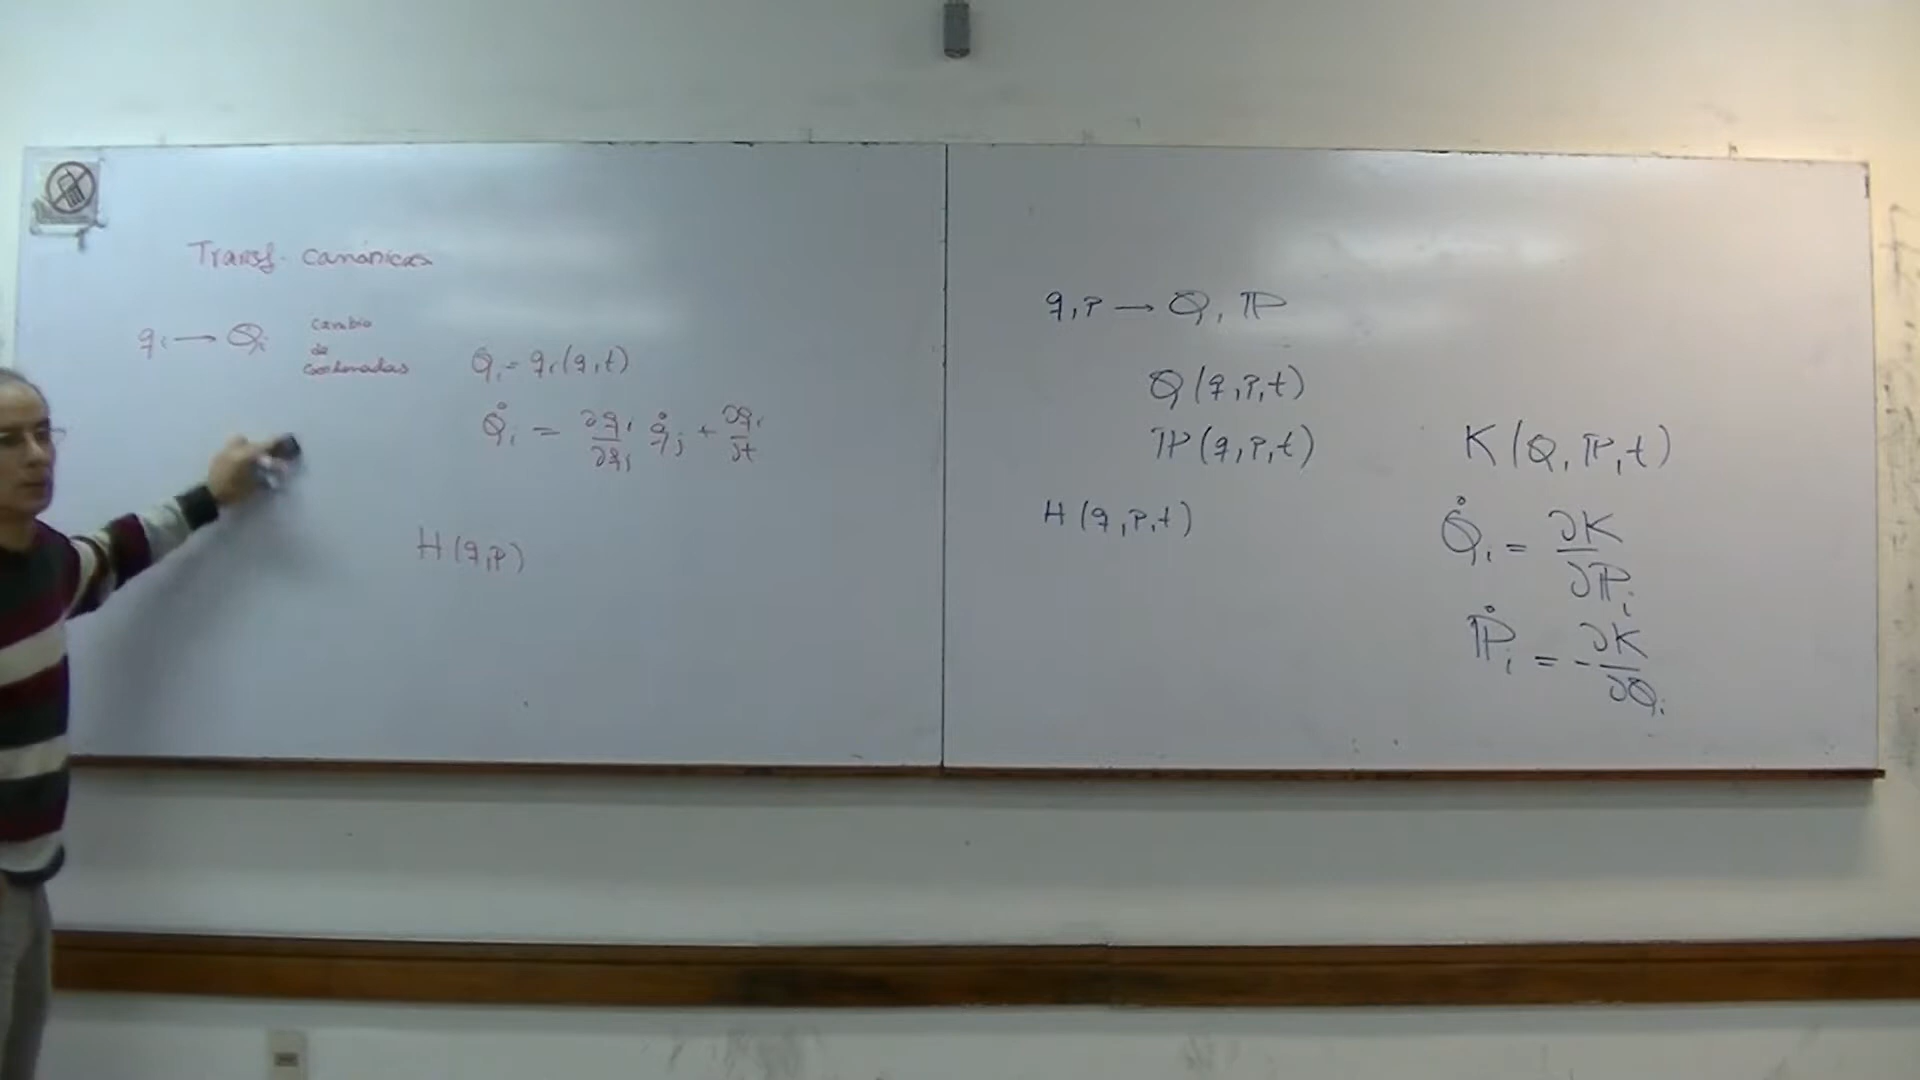 Transf. canónicas
qᵢ → Qᵢ cambio de coordenadas
Qᵢ = qᵢ(q,t)
Q̇ᵢ = ∂qᵢ/∂qⱼ q̇ⱼ + ∂qᵢ/∂t
H(q,p)
q,p → Q, ℙ
Q(q,p,t)
ℙ(q,p,t)
H(q,p,t)
K(Q,ℙ,t)
Q̇ᵢ = ∂K/∂ℙᵢ
ℙ̇ᵢ = -∂K/∂Qᵢ